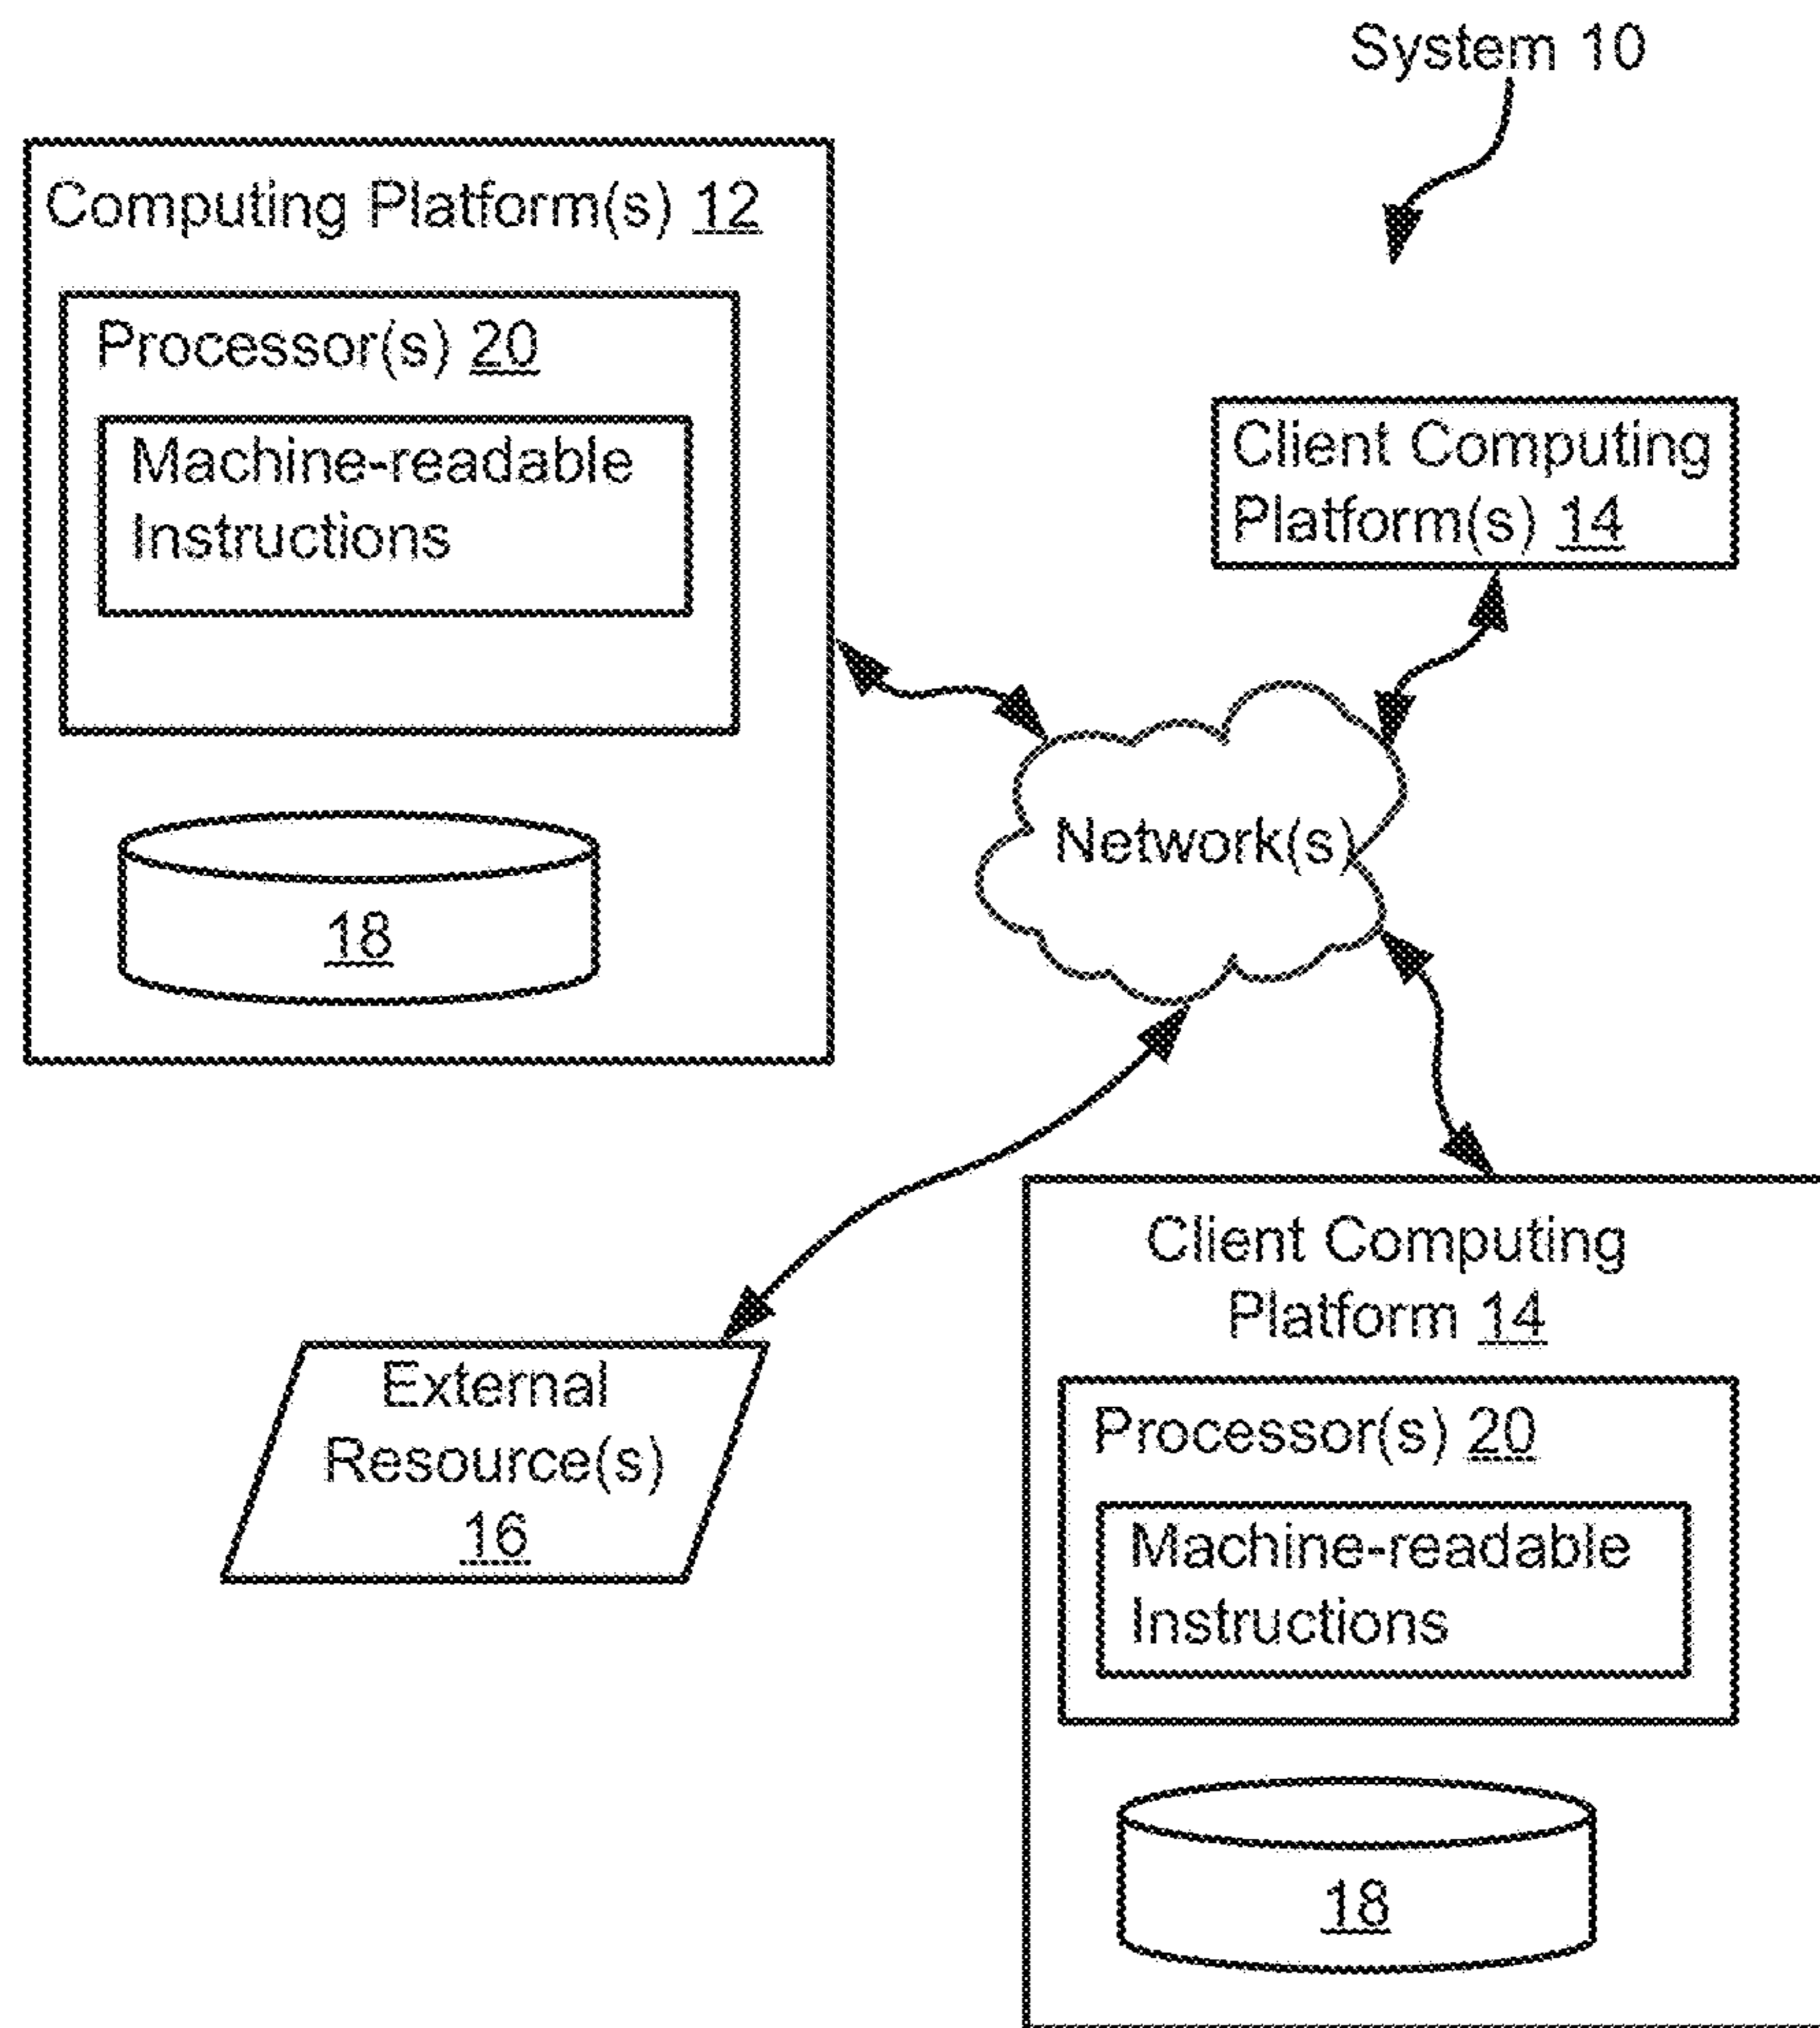 System 10
Computing Platform(s) 12
Processor(s) 20
Machine-readable
Instructions
18
Client Computing
Platform(s) 14
Network(s)
External
Resource(s)
16
Client Computing
Platform 14
Processor(s) 20
Machine-readable
Instructions
18